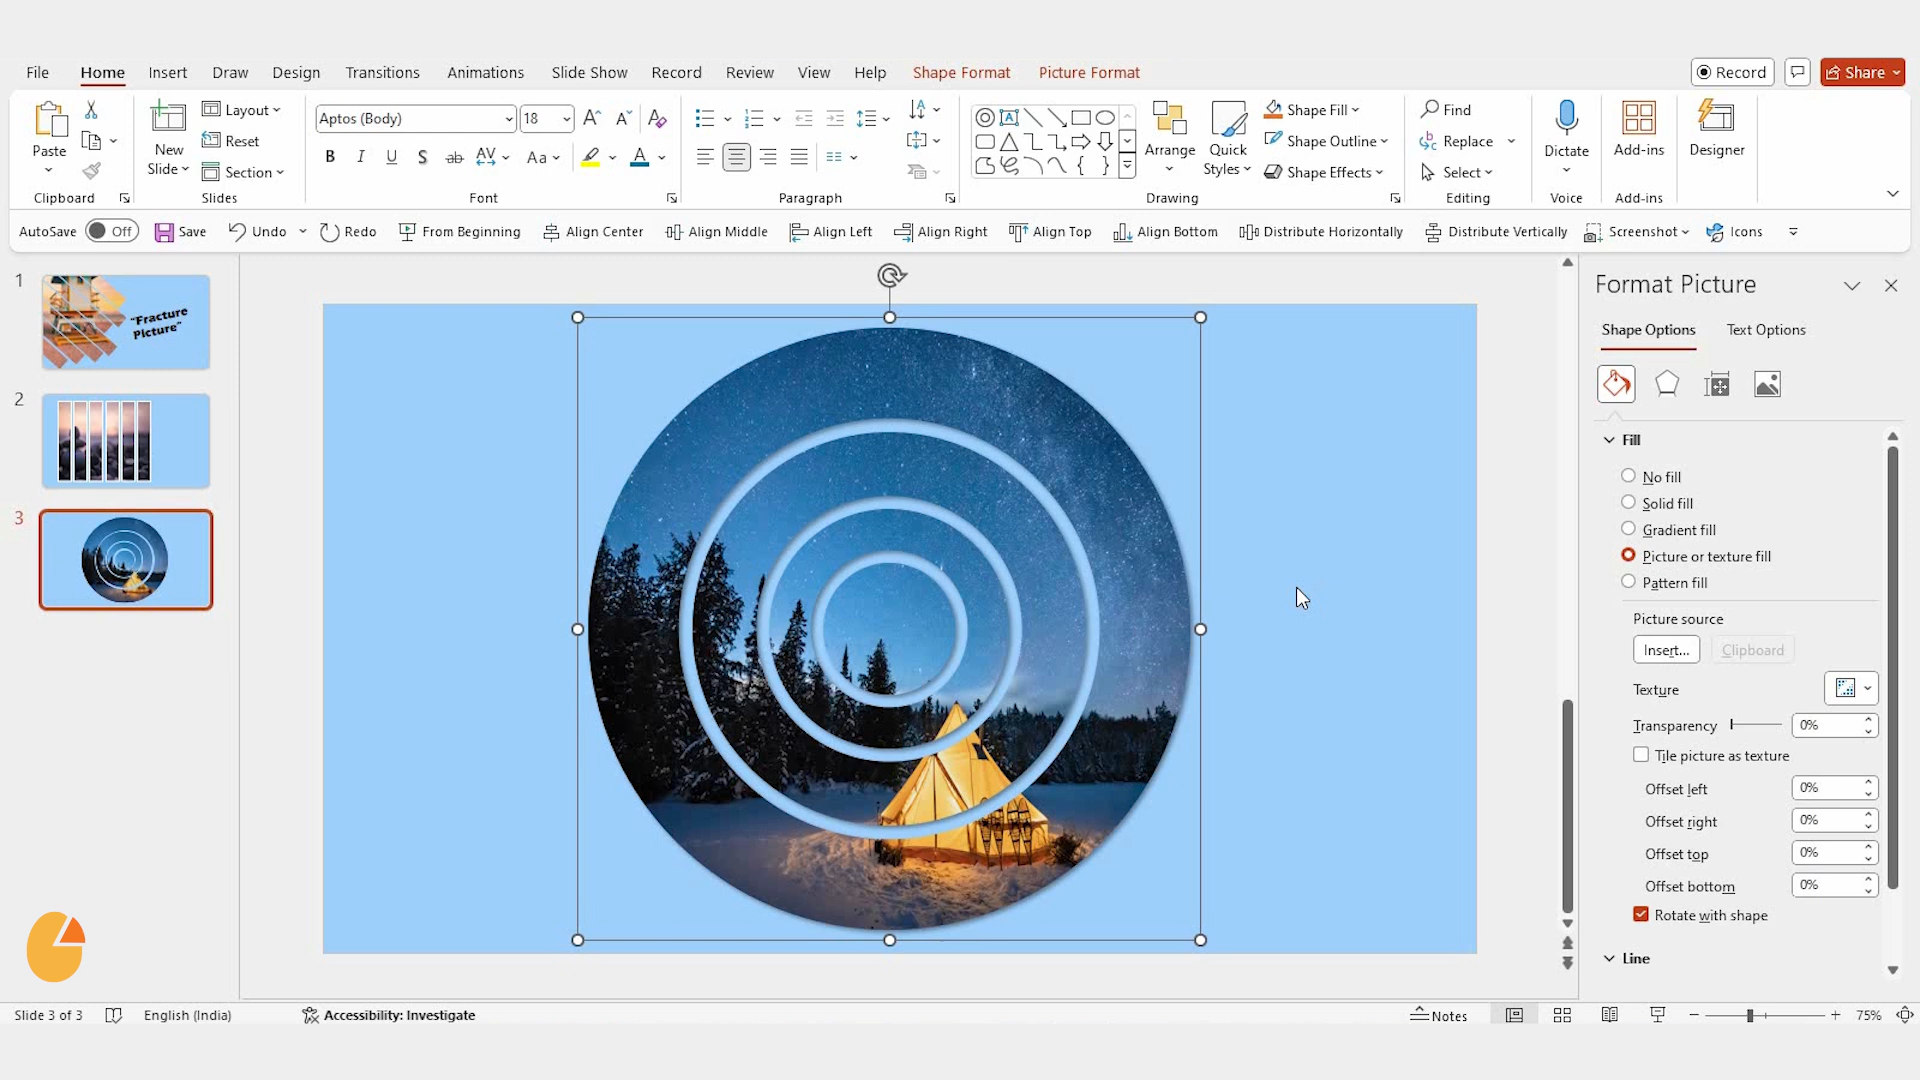 File Home Insert Draw Design Transitions Animations Slide Show Record Review View Help Shape Format Picture Format Record Share
Paste
Clipboard
New
Slide
Layout
Reset
Section
Slides
Aptos (Body) 18
B I U S ab AV Aa A
Font
Paragraph
Arrange
Quick
Styles
Shape Fill
Shape Outline
Shape Effects
Drawing
Find
Replace
Select
Editing
Dictate
Voice
Add-ins
Add-ins
Designer
AutoSave Off Save Undo Redo From Beginning Align Center Align Middle Align Left Align Right Align Top Align Bottom Distribute Horizontally Distribute Vertically Screenshot Icons
1
"Fracture
Picture"
2
3
Format Picture
Shape Options Text Options
Fill
No fill
Solid fill
Gradient fill
Picture or texture fill
Pattern fill
Picture source
Insert... Clipboard
Texture
Transparency 0%
Tile picture as texture
Offset left 0%
Offset right 0%
Offset top 0%
Offset bottom 0%
Rotate with shape
Line
Slide 3 of 3 English (India) Accessibility: Investigate Notes 75%